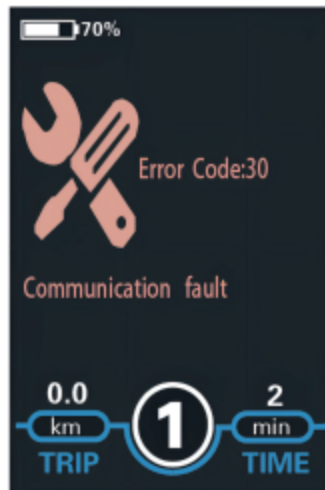 70%
Error Code:30
Communication fault
0.0 1 2
km min
TRIP TIME